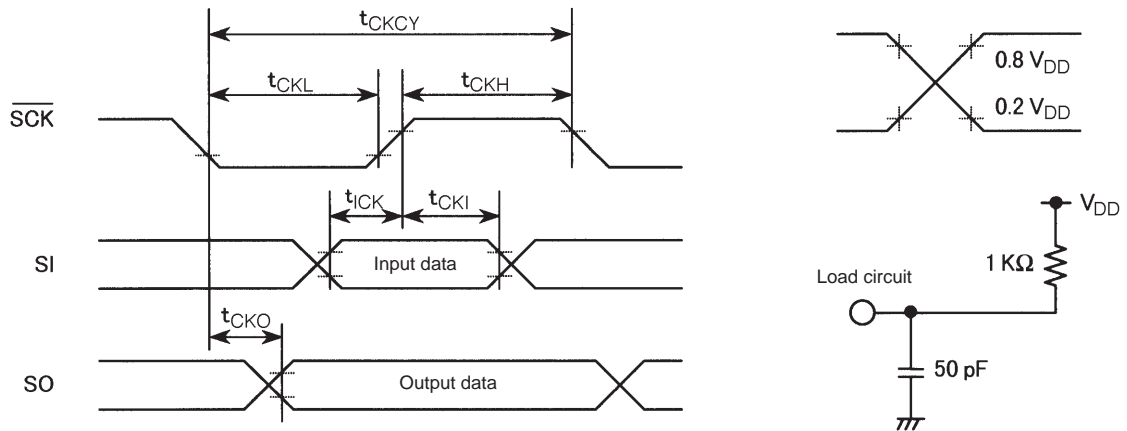 tCKCY
tCKL
tCKH
SCK
tICK
tCKI
SI
Input data
tCKO
SO
Output data
0.8 VDD
0.2 VDD
VDD
1 KΩ
Load circuit
50 pF